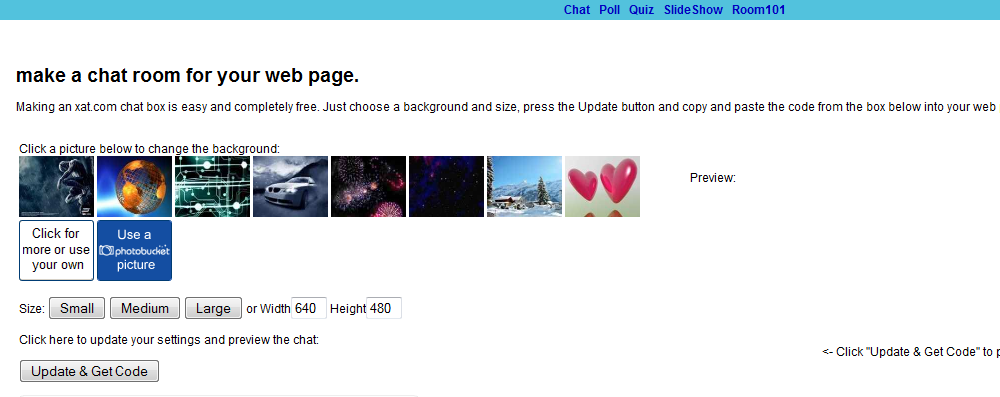 Chat Poll Quiz SlideShow Room101
make a chat room for your web page.
Making an xat.com chat box is easy and completely free. Just choose a background and size, press the Update button and copy and paste the code from the box below into your web
Click a picture below to change the background:
Preview:
Click for
more or use
your own
Use a
photobucket
picture
Size: Small Medium Large or Width 640 Height 480
Click here to update your settings and preview the chat:
<- Click "Update & Get Code" to p
Update & Get Code